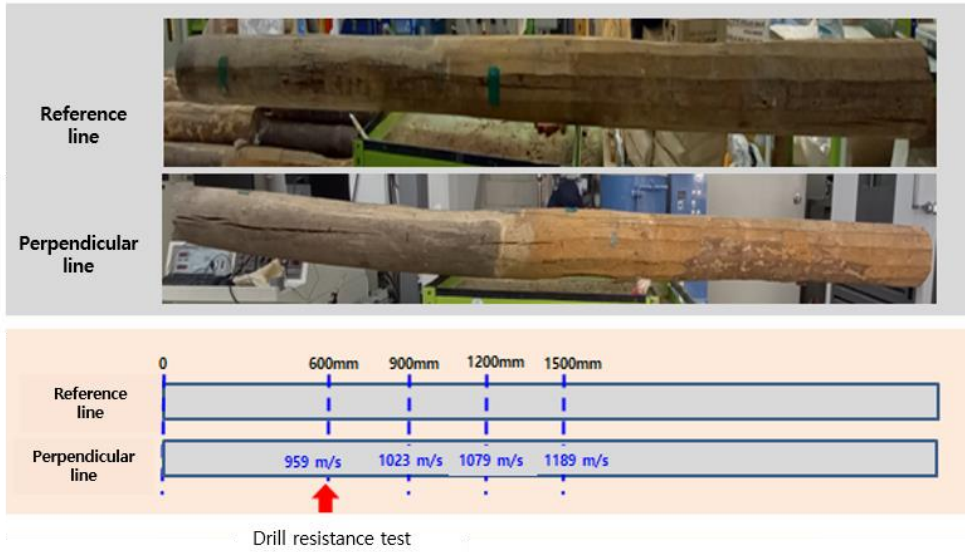 Reference
line
Perpendicular
line
0 600mm 900mm 1200mm 1500mm
Reference
line
Perpendicular
line
959 m/s 1023 m/s 1079 m/s 1189 m/s
Drill resistance test